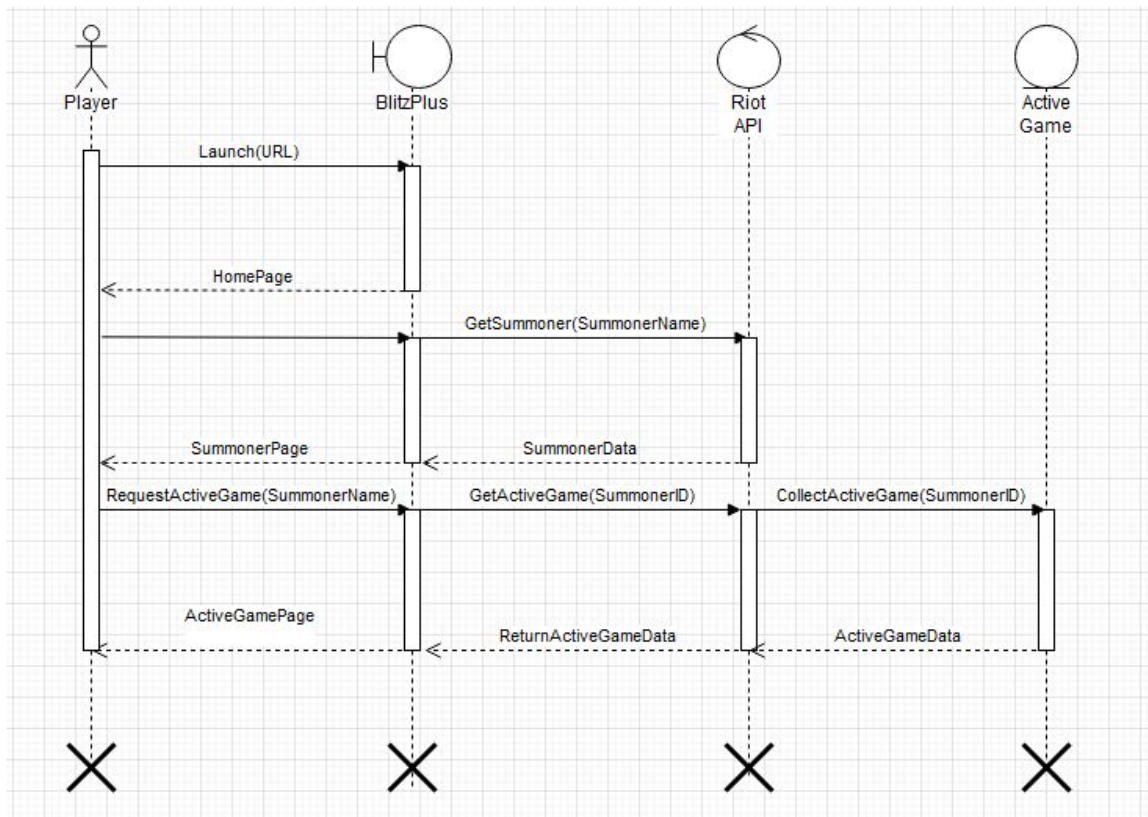 Player
BlitzPlus
Riot
API
Active
Game
Launch(URL)
HomePage
GetSummoner(SummonerName)
SummonerPage
SummonerData
RequestActiveGame(SummonerName)
GetActiveGame(SummonerID)
CollectActiveGame(SummonerID)
ActiveGamePage
ReturnActiveGameData
ActiveGameData